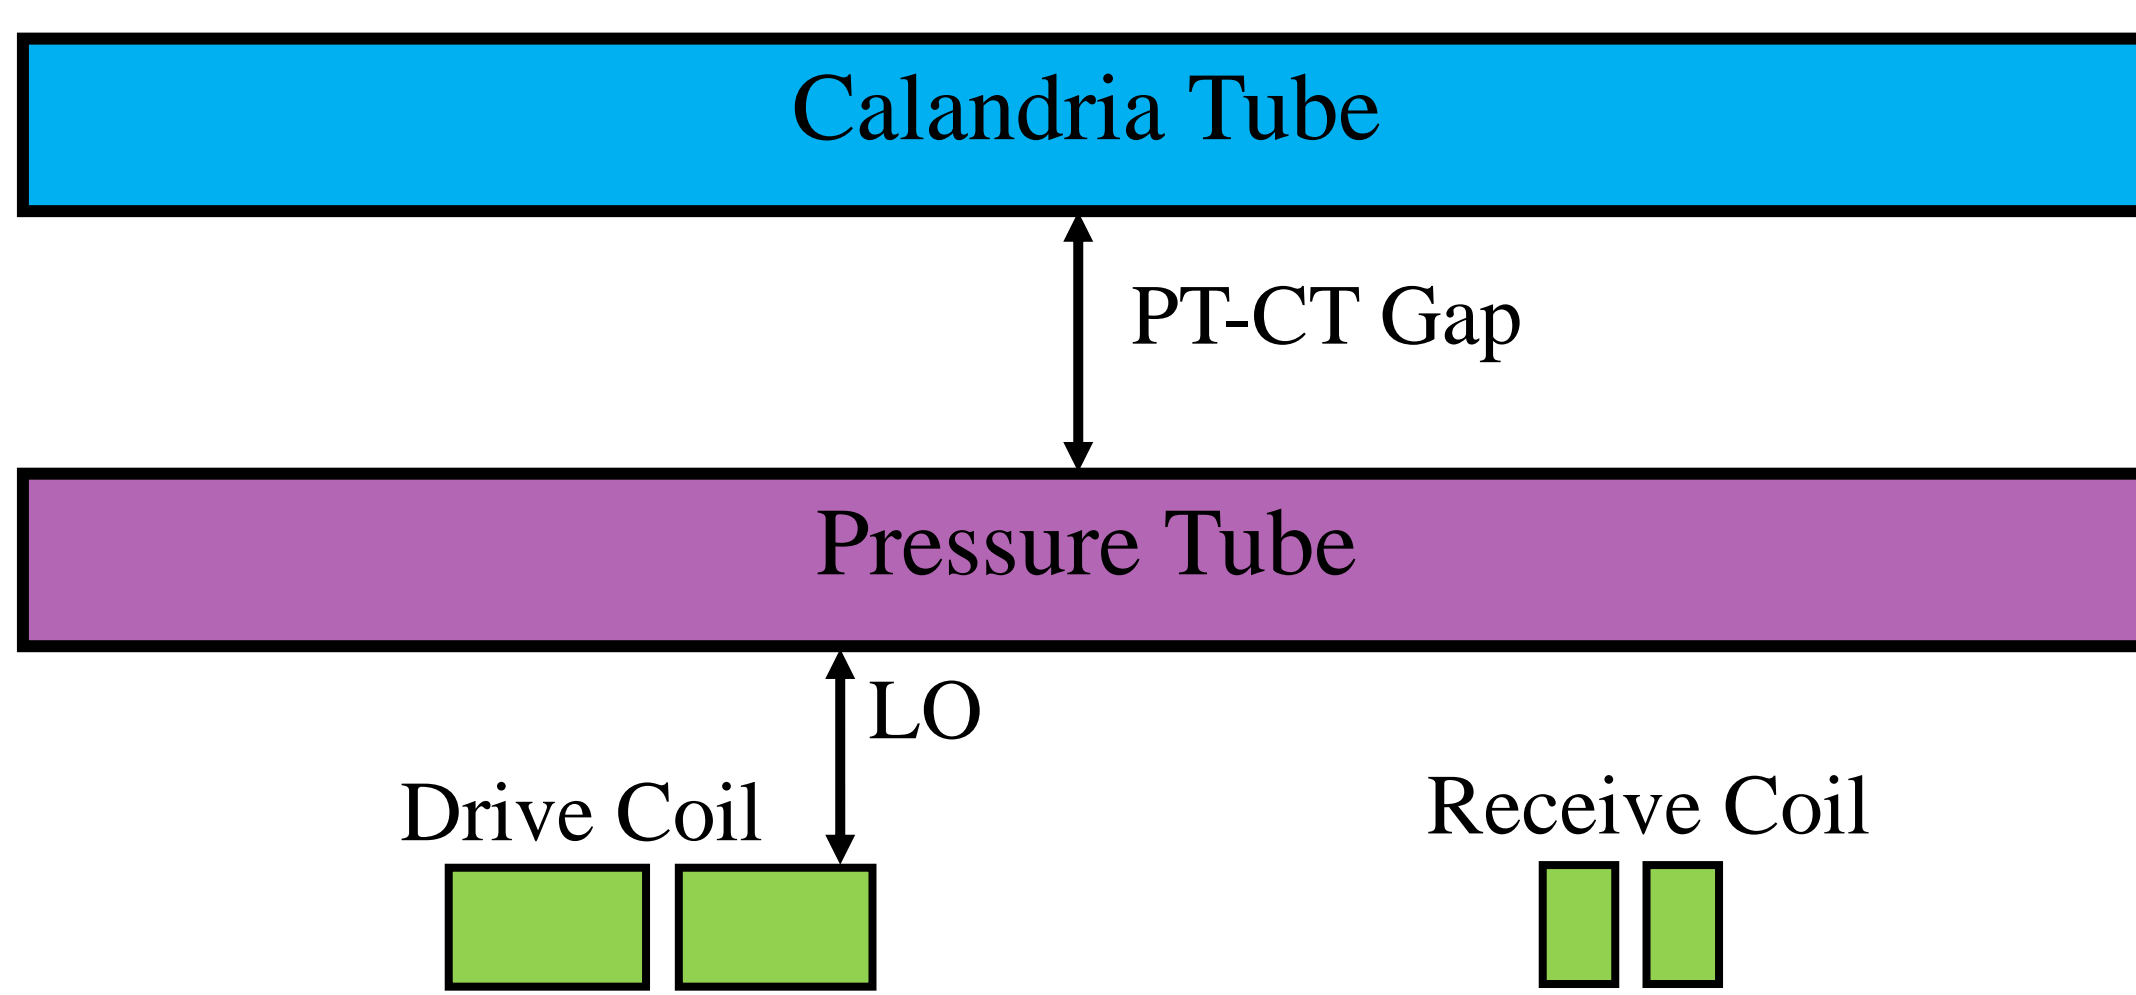 Calandria Tube
PT-CT Gap
Pressure Tube
LO
Drive Coil
Receive Coil